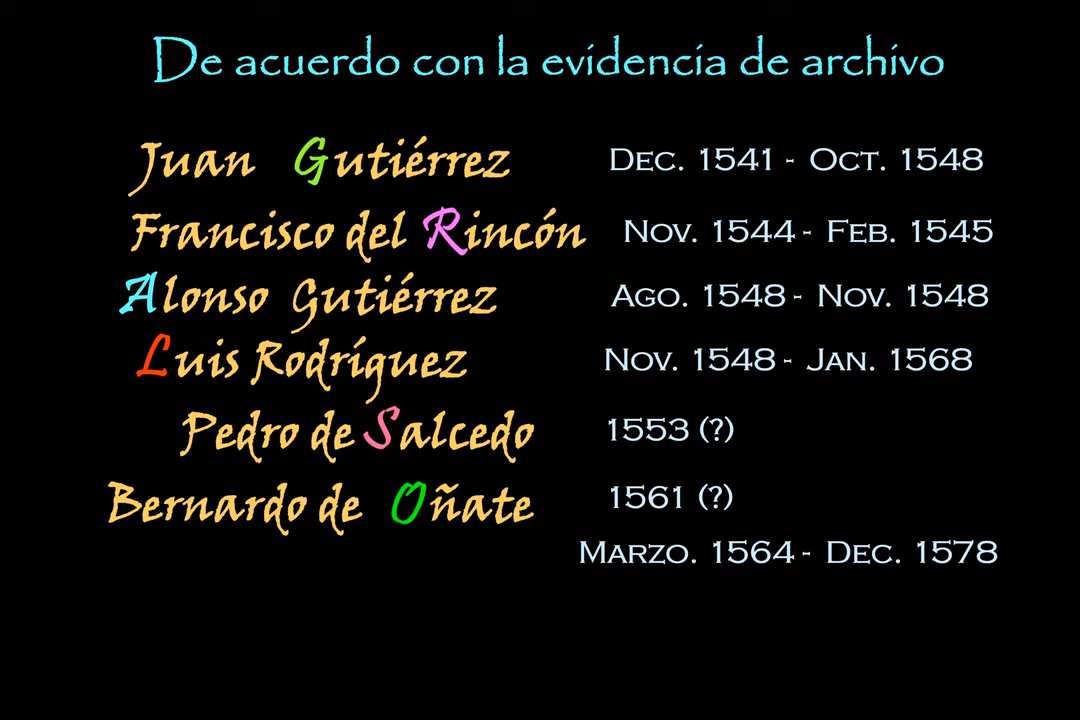 De acuerdo con la evidencia de archivo
Juan Gutiérrez Dec. 1541 - Oct. 1548
Francisco del Rincón Nov. 1544 - Feb. 1545
Alonso Gutiérrez Ago. 1548 - Nov. 1548
Luis Rodríguez Nov. 1548 - Jan. 1568
Pedro de Salcedo 1553 (?)
Bernardo de Oñate 1561 (?)
Marzo. 1564 - Dec. 1578